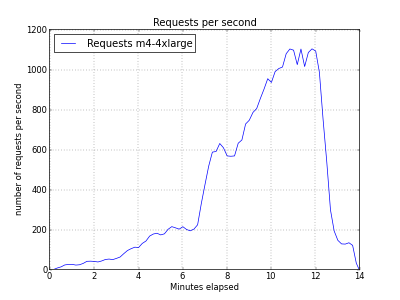 Requests per second
Requests m4-4xlarge
number of requests per second
1200
1000
800
600
400
200
0
0 2 4 6 8 10 12 14
Minutes elapsed